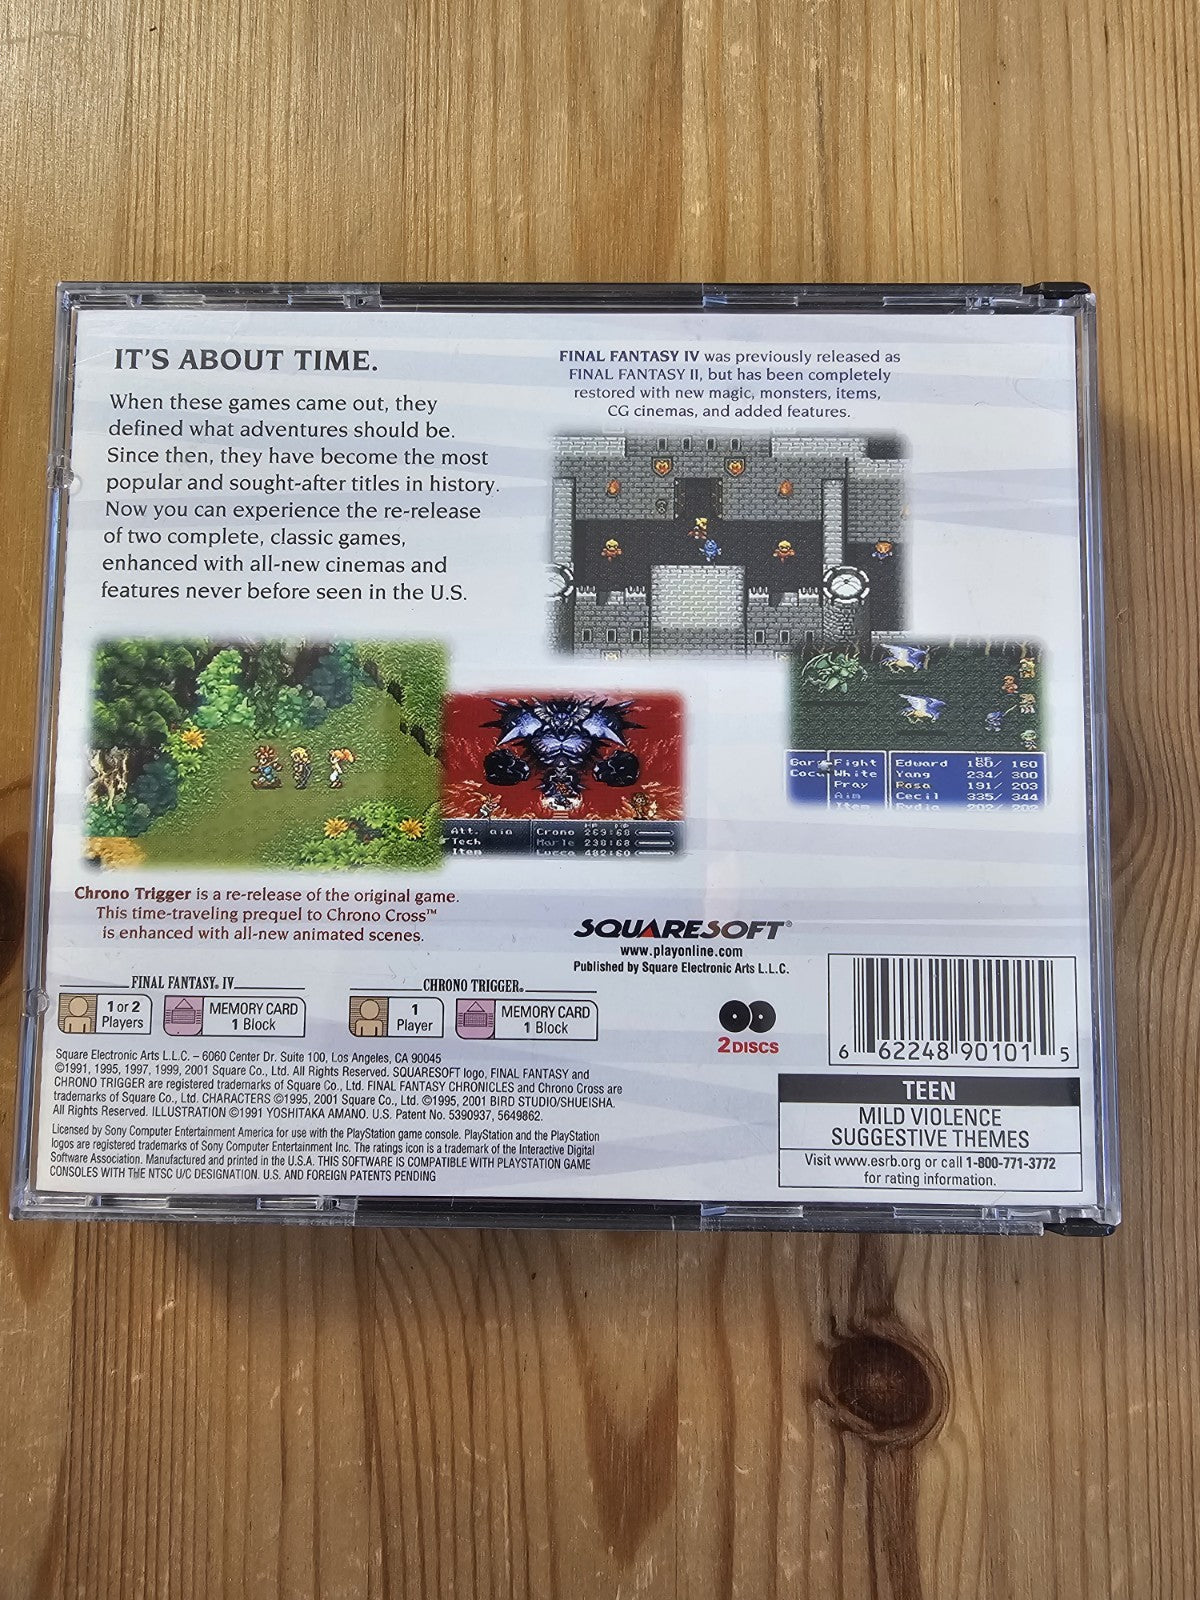 IT'S ABOUT TIME.
When these games came out, they
defined what adventures should be.
Since then, they have become the most
popular and sought-after titles in history.
Now you can experience the re-release
of two complete, classic games,
enhanced with all-new cinemas and
features never before seen in the U.S.
FINAL FANTASY IV was previously released as
FINAL FANTASY II, but has been completely
restored with new magic, monsters, items,
CG cinemas, and added features.
Fight
White
Pray
Aim
Item
Edward 160/ 160
Yang 234/ 300
Rosa 191/ 203
Cecil 335/ 344
Rydia 202/ 202
Att.
Tech
Item
Crono
Marle
Lucca
Chrono Trigger is a re-release of the original game.
This time-traveling prequel to Chrono Cross™
is enhanced with all-new animated scenes.
SQUARESOFT®
www.playonline.com
Published by Square Electronic Arts L.L.C.
FINAL FANTASY® IV
1 or 2
Players
MEMORY CARD
1 Block
CHRONO TRIGGER®
1
Player
MEMORY CARD
1 Block
2 DISCS
6 62248 90101 5
TEEN
MILD VIOLENCE
SUGGESTIVE THEMES
Visit www.esrb.org or call 1-800-771-3772
for rating information.
Square Electronic Arts L.L.C. – 6060 Center Dr. Suite 100, Los Angeles, CA 90045
©1991, 1995, 1997, 1999, 2001 Square Co., Ltd. All Rights Reserved. SQUARESOFT logo, FINAL FANTASY and
CHRONO TRIGGER are registered trademarks of Square Co., Ltd. FINAL FANTASY CHRONICLES and Chrono Cross are
trademarks of Square Co., Ltd. CHARACTERS ©1995, 2001 Square Co., Ltd. ©1995, 2001 BIRD STUDIO/SHUEISHA.
All Rights Reserved. ILLUSTRATION ©1991 YOSHITAKA AMANO. U.S. Patent No. 5390937, 5649862.
Licensed by Sony Computer Entertainment America for use with the PlayStation game console. PlayStation and the PlayStation
logos are registered trademarks of Sony Computer Entertainment Inc. The ratings icon is a trademark of the Interactive Digital
Software Association. Manufactured and printed in the U.S.A. THIS SOFTWARE IS COMPATIBLE WITH PLAYSTATION GAME
CONSOLES WITH THE NTSC U/C DESIGNATION. U.S. AND FOREIGN PATENTS PENDING